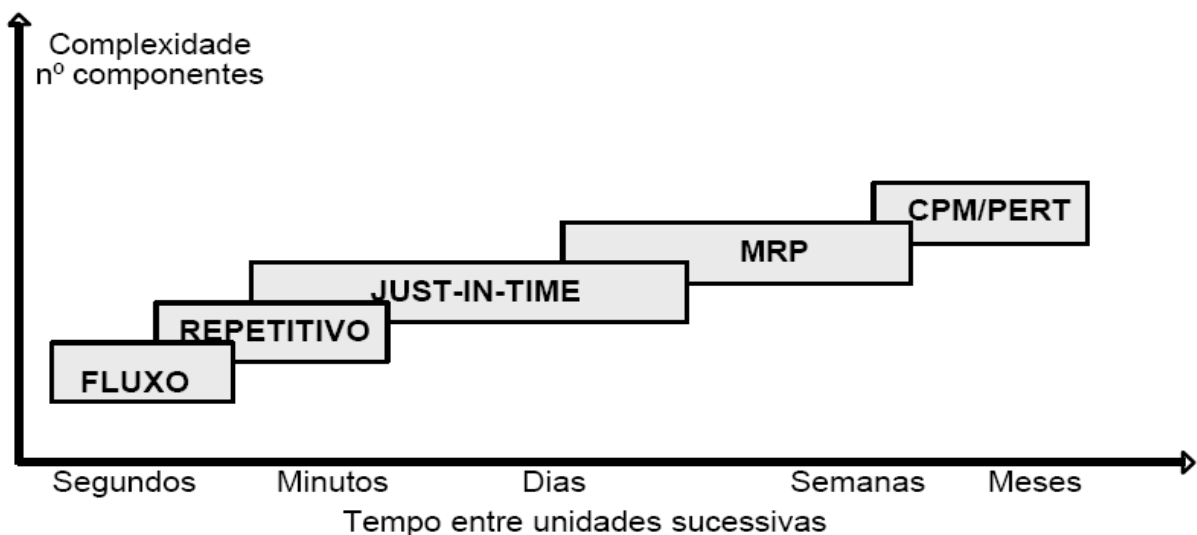 Complexidade
nº componentes
CPM/PERT
MRP
JUST-IN-TIME
REPETITIVO
FLUXO
Segundos Minutos Dias Semanas Meses
Tempo entre unidades sucessivas